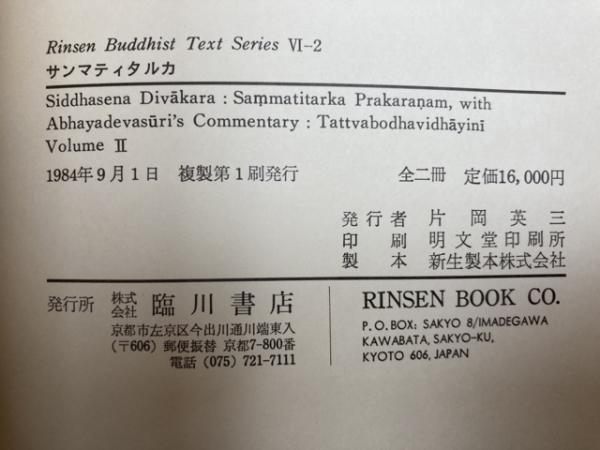 Rinsen Buddhist Text Series Ⅵ-2
サンマティタルカ
Siddhasena Divākara : Saṃmatitarka Prakaraṇam, with
Abhayadevasūri's Commentary : Tattvabodhavidhāyinī
Volume Ⅱ
1984年9月1日 複製第1刷発行 全二冊 定価16,000円
発行者 片岡英三
印刷 明文堂印刷所
製本 新生製本株式会社
発行所 株式会社 臨川書店
京都市左京区今出川通川端東入
(〒606) 郵便振替 京都7-800番
電話 (075) 721-7111
RINSEN BOOK CO.
P.O.BOX: SAKYO 8/IMADEGAWA
KAWABATA, SAKYO-KU,
KYOTO 606, JAPAN